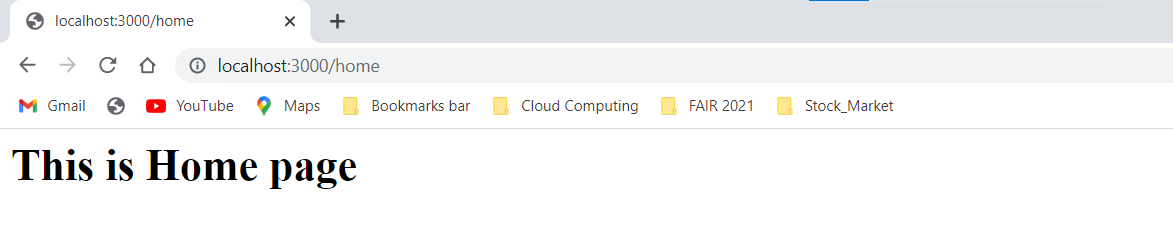 localhost:3000/home
localhost:3000/home
Gmail YouTube Maps Bookmarks bar Cloud Computing FAIR 2021 Stock_Market
This is Home page